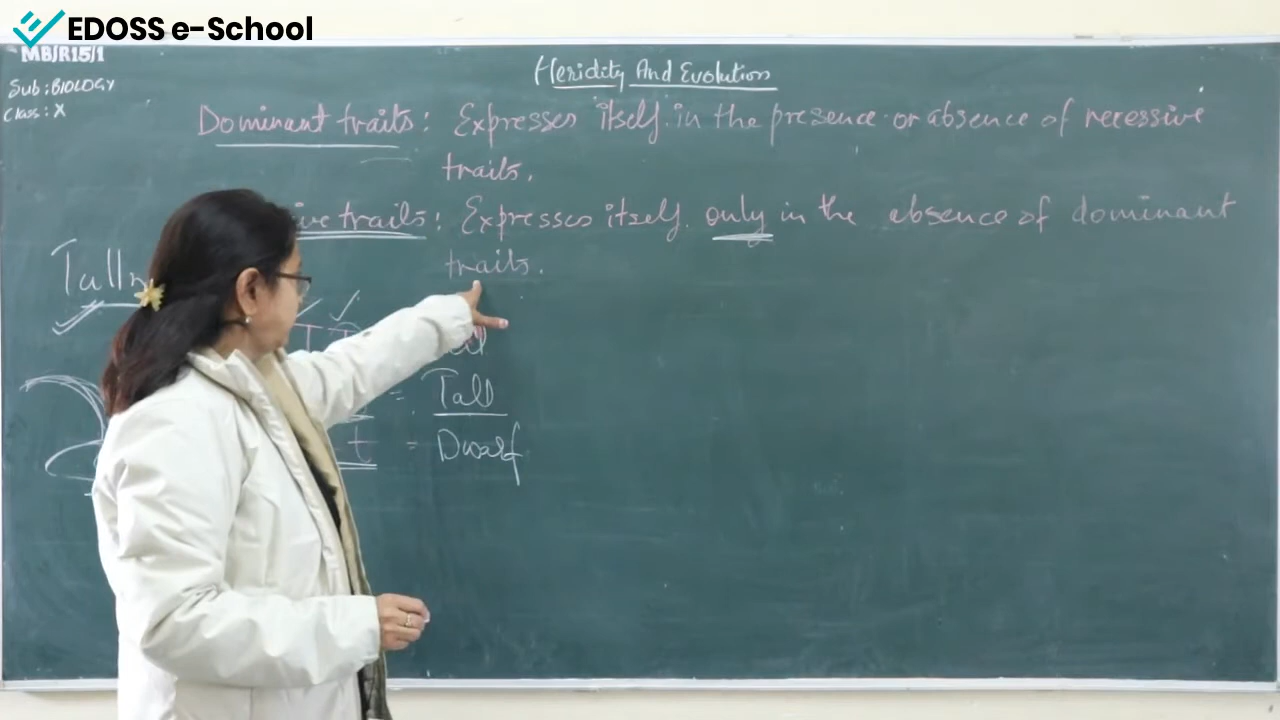 EDOSS e-School
MB/R15/1
Sub: BIOLOGY
Class: X
Heridity And Evolution
Dominant traits: Expresses itself in the presence or absence of recessive
traits.
traits: Expresses itself only in the absence of dominant
traits.
= Tall
t = Dwarf